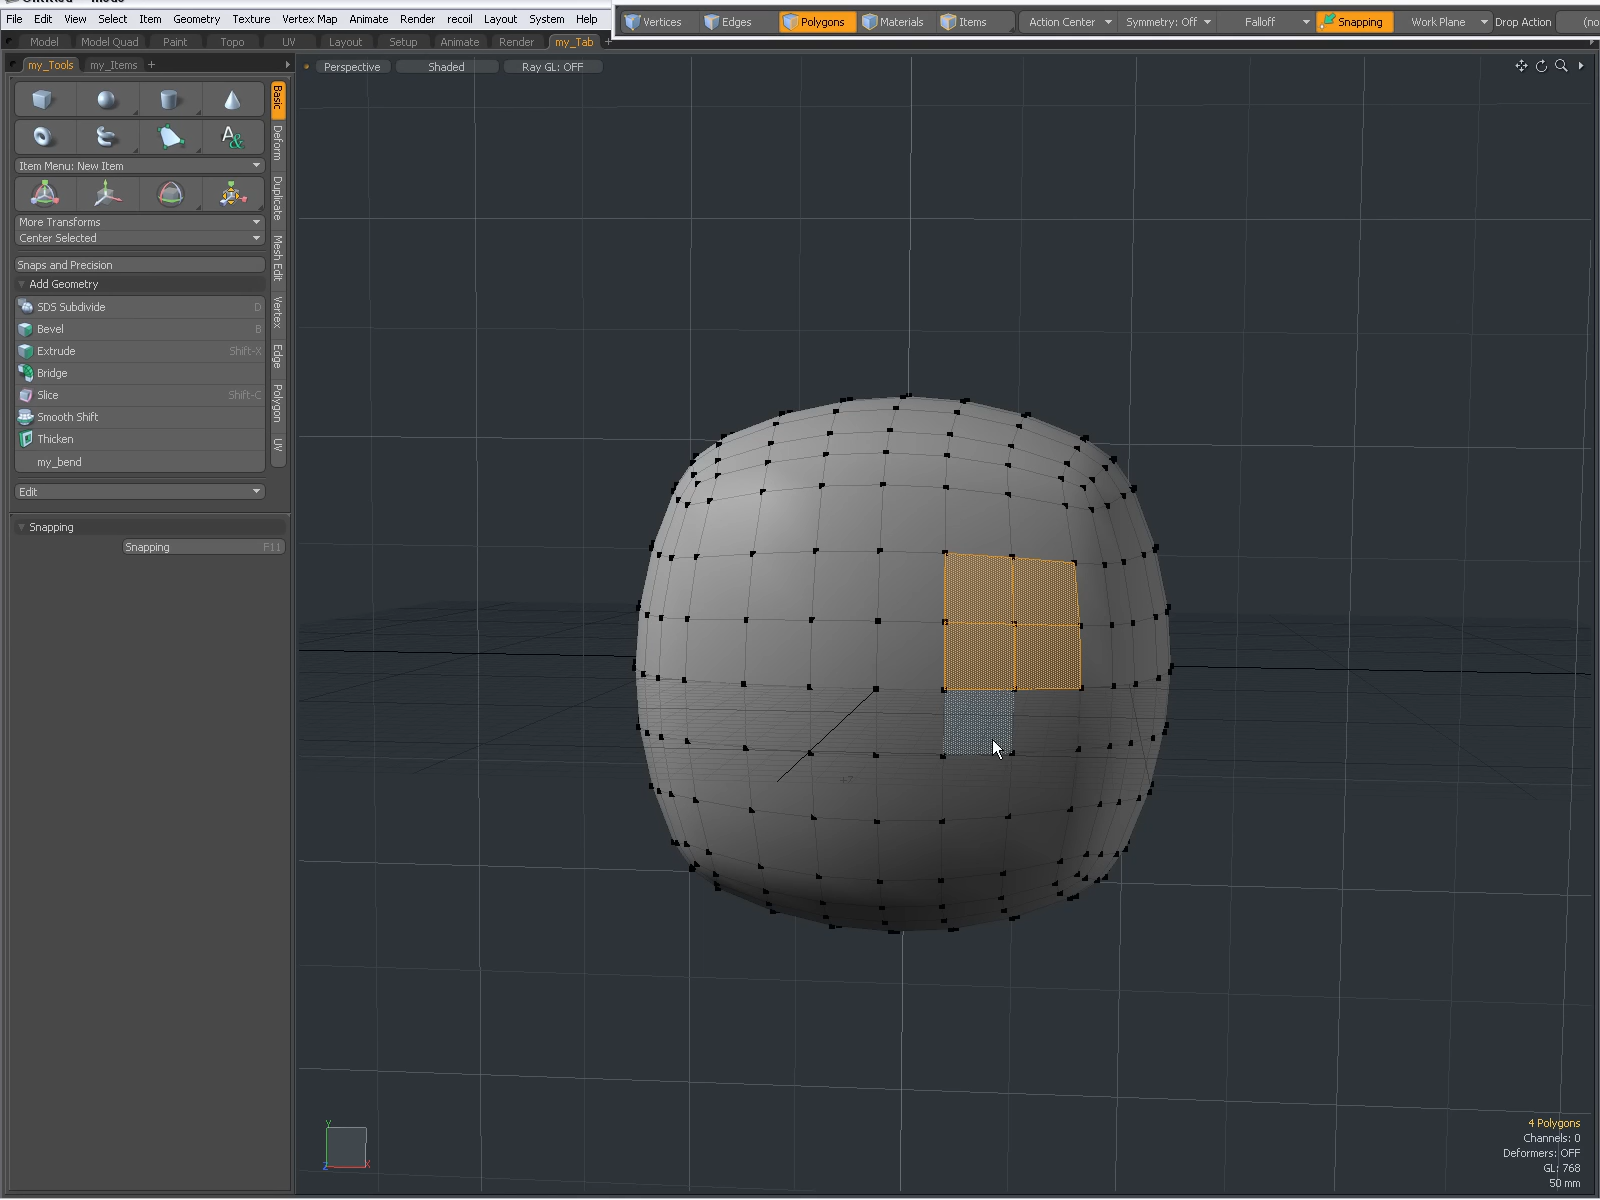 File Edit View Select Item Geometry Texture Vertex Map Animate Render recoil Layout System Help
Vertices Edges Polygons Materials Items Action Center Symmetry: Off Falloff Snapping Work Plane Drop Action (no
Model Model Quad Paint Topo UV Layout Setup Animate Render my_Tab +
my_Tools my_Items +
Perspective Shaded Ray GL: OFF
Basic
Deform
Duplicate
Mesh Edit
Vertex
Edge
Polygon
UV
Item Menu: New Item
More Transforms
Center Selected
Snaps and Precision
Add Geometry
SDS Subdivide D
Bevel B
Extrude Shift-X
Bridge
Slice Shift-C
Smooth Shift
Thicken
my_bend
Edit
Snapping
Snapping F11
+7
Y
Z X
4 Polygons
Channels: 0
Deformers: OFF
GL: 768
50 mm